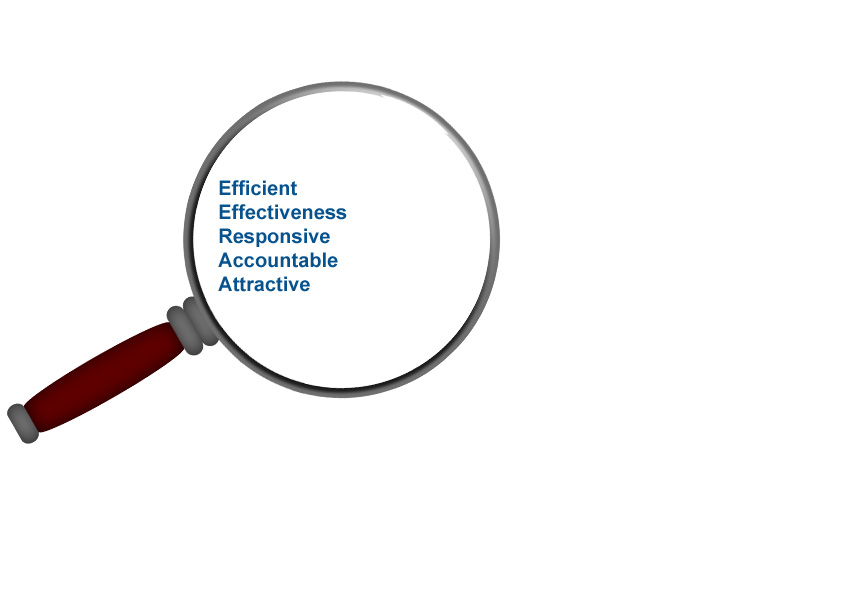 Efficient
Effectiveness
Responsive
Accountable
Attractive